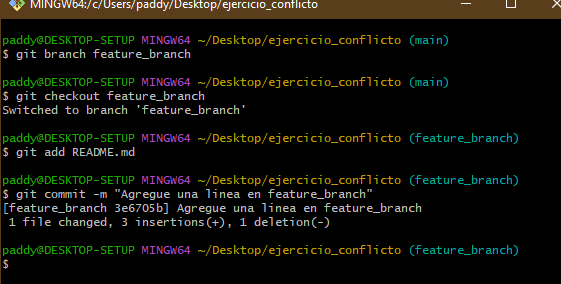 MINGW64:/c/Users/paddy/Desktop/ejercicio_conflicto
paddy@DESKTOP-SETUP MINGW64 ~/Desktop/ejercicio_conflicto (main)
$ git branch feature_branch
paddy@DESKTOP-SETUP MINGW64 ~/Desktop/ejercicio_conflicto (main)
$ git checkout feature_branch
Switched to branch 'feature_branch'
paddy@DESKTOP-SETUP MINGW64 ~/Desktop/ejercicio_conflicto (feature_branch)
$ git add README.md
paddy@DESKTOP-SETUP MINGW64 ~/Desktop/ejercicio_conflicto (feature_branch)
$ git commit -m "Agregue una linea en feature_branch"
[feature_branch 3e6705b] Agregue una linea en feature_branch
 1 file changed, 3 insertions(+), 1 deletion(-)
paddy@DESKTOP-SETUP MINGW64 ~/Desktop/ejercicio_conflicto (feature_branch)
$